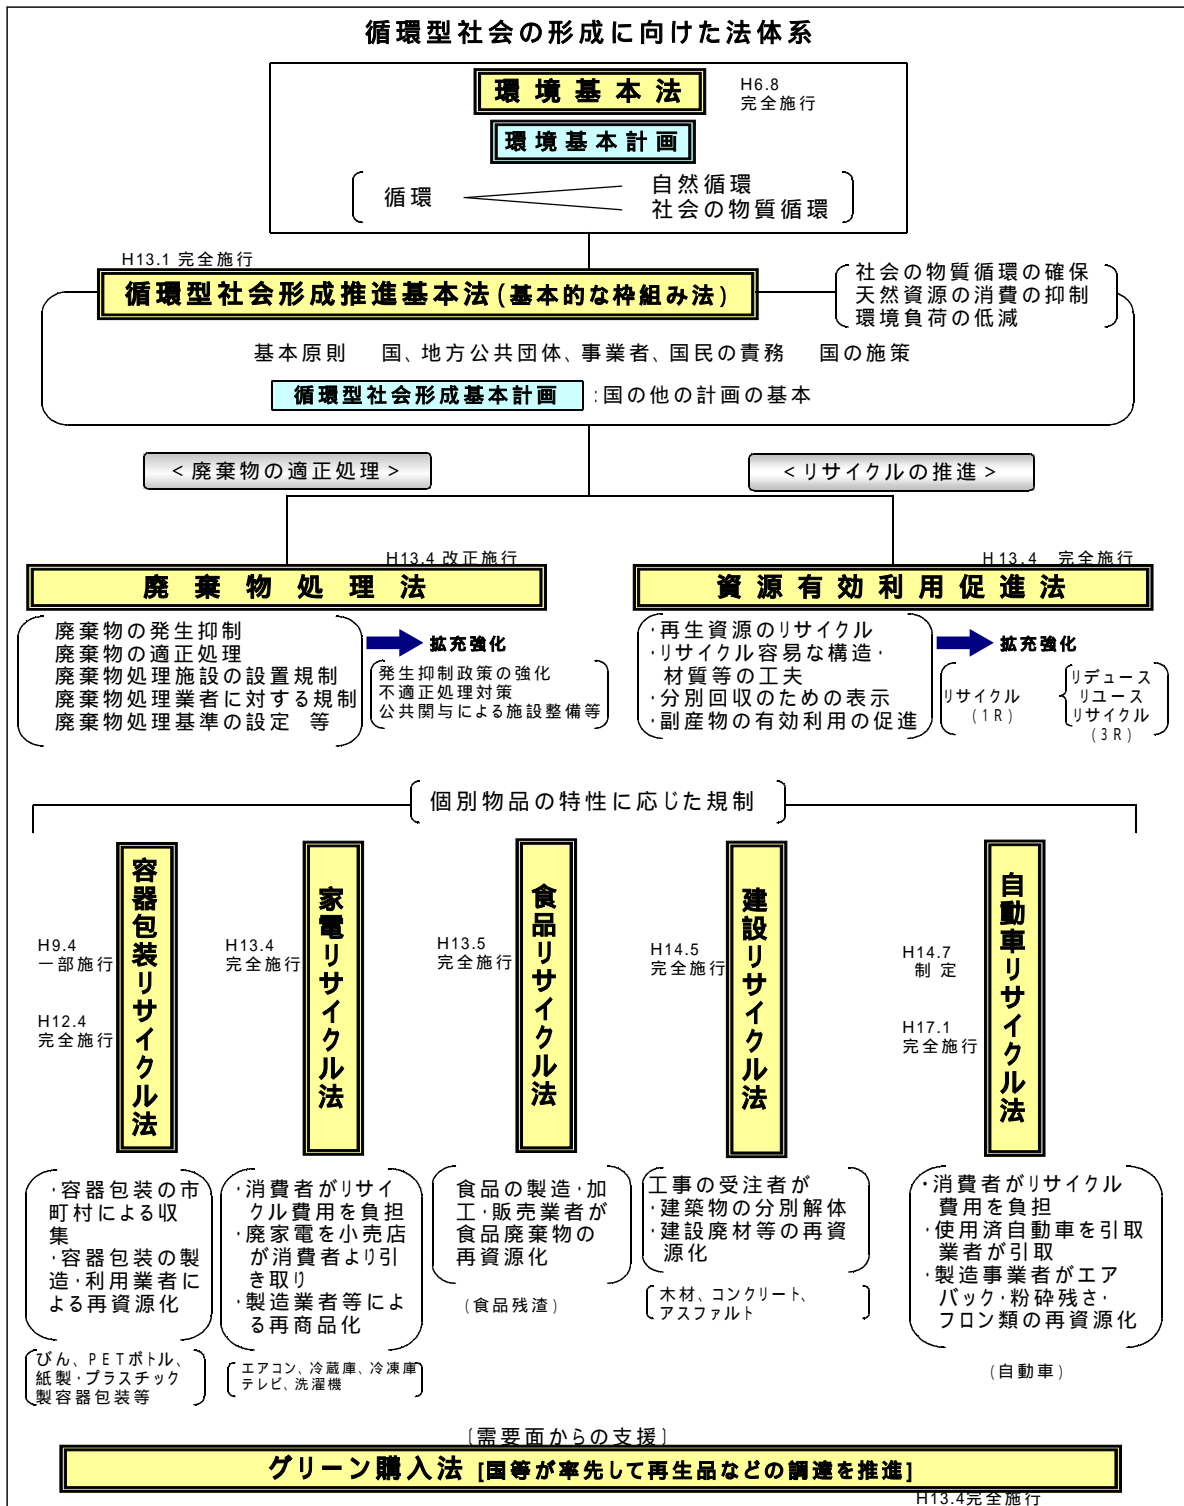 循環型社会の形成に向けた法体系
環境基本法
H6.8
完全施行
環境基本計画
循環
自然循環
社会の物質循環
H13.1 完全施行
循環型社会形成推進基本法(基本的な枠組み法)
社会の物質循環の確保
天然資源の消費の抑制
環境負荷の低減
基本原則 国、地方公共団体、事業者、国民の責務 国の施策
循環型社会形成基本計画 :国の他の計画の基本
<廃棄物の適正処理>
<リサイクルの推進>
H13.4 改正施行
廃棄物処理法
廃棄物の発生抑制
廃棄物の適正処理
廃棄物処理施設の設置規制
廃棄物処理業者に対する規制
廃棄物処理基準の設定 等
拡充強化
発生抑制政策の強化
不適正処理対策
公共関与による施設整備等
H13.4 完全施行
資源有効利用促進法
・再生資源のリサイクル
・リサイクル容易な構造・
材質等の工夫
・分別回収のための表示
・副産物の有効利用の促進
拡充強化
リサイクル
(1R)
リデュース
リユース
リサイクル
(3R)
個別物品の特性に応じた規制
H9.4
一部施行
H12.4
完全施行
容器包装リサイクル法
H13.4
完全施行
家電リサイクル法
H13.5
完全施行
食品リサイクル法
H14.5
完全施行
建設リサイクル法
H14.7
制定
H17.1
完全施行
自動車リサイクル法
・容器包装の市
町村による収
集
・容器包装の製
造・利用業者に
よる再資源化
びん、PETボトル、
紙製・プラスチック
製容器包装等
・消費者がリサイ
クル費用を負担
・廃家電を小売店
が消費者より引
き取り
・製造業者等によ
る再商品化
エアコン、冷蔵庫、冷凍庫
テレビ、洗濯機
食品の製造・加
工・販売業者が
食品廃棄物の
再資源化
(食品残渣)
工事の受注者が
・建築物の分別解体
・建設廃材等の再資
源化
木材、コンクリート、
アスファルト
・消費者がリサイクル
費用を負担
・使用済自動車を引取
業者が引取
・製造事業者がエア
バック・粉砕残さ・
フロン類の再資源化
(自動車)
[需要面からの支援]
グリーン購入法 [国等が率先して再生品などの調達を推進]
H13.4完全施行